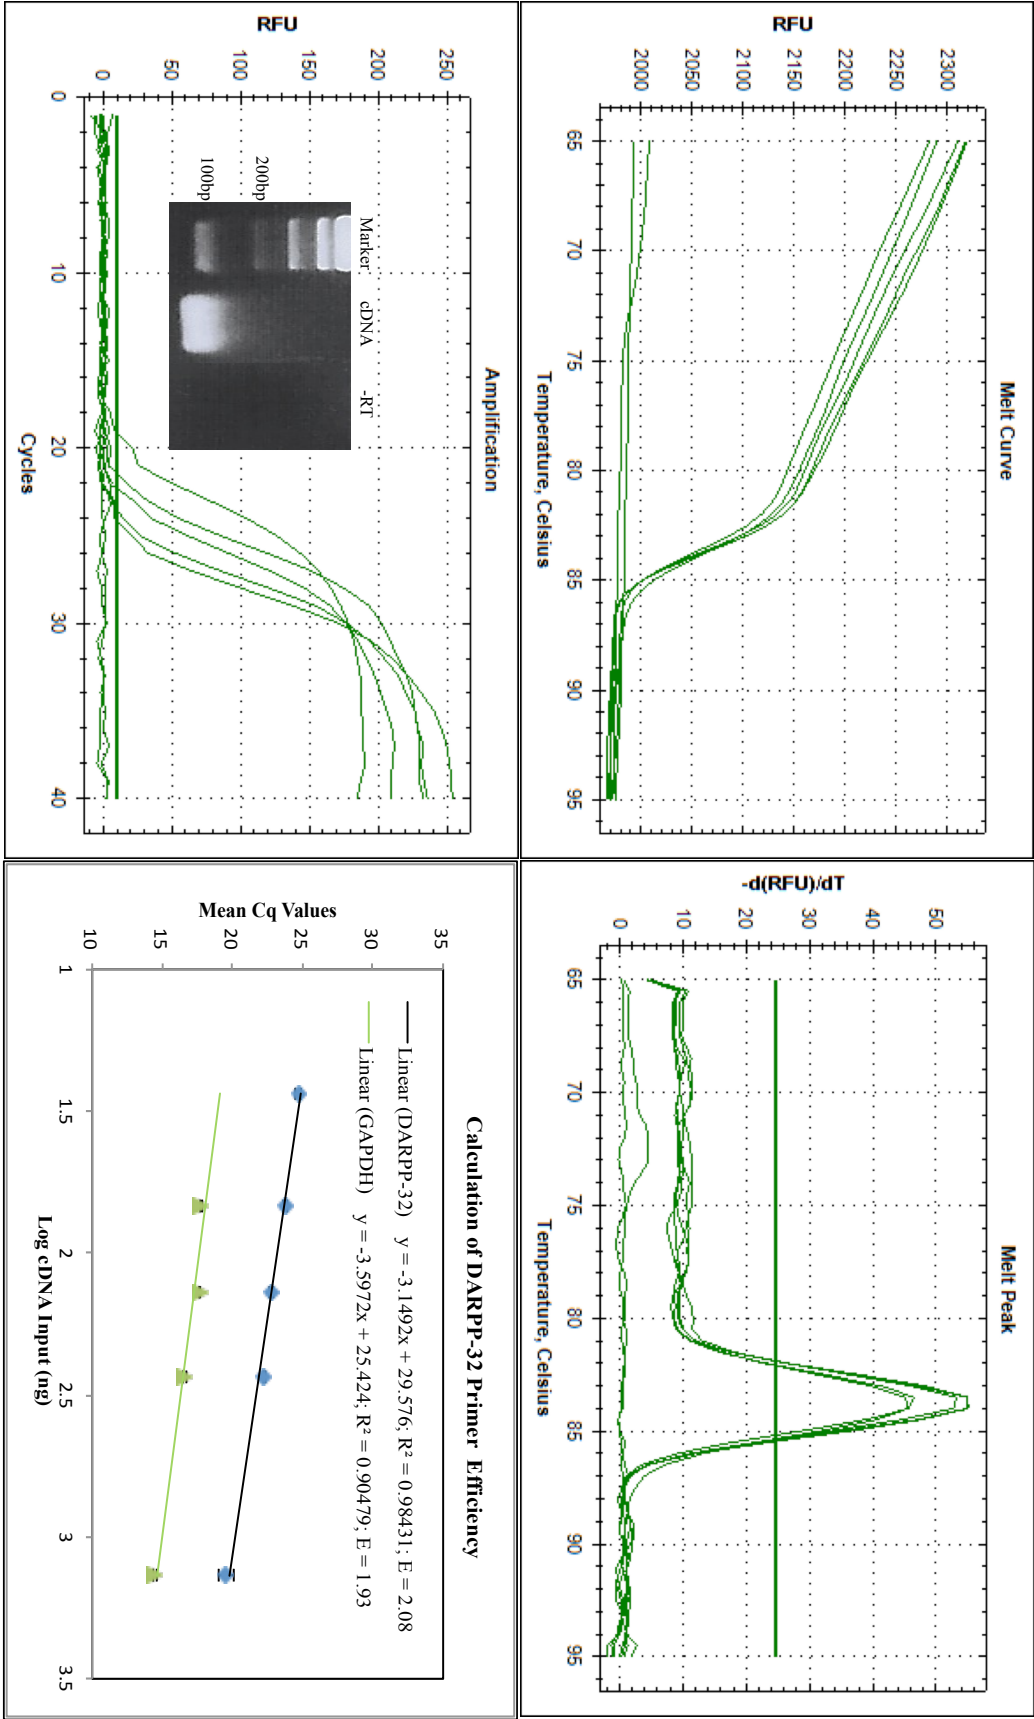 Melt Curve
RFU
2300
2250
2200
2150
2100
2050
2000
65 70 75 80 85 90 95
Temperature, Celsius
Melt Peak
-d(RFU)/dT
50
40
30
20
10
0
65 70 75 80 85 90 95
Temperature, Celsius
Amplification
RFU
250
200
150
100
50
0
Marker cDNA -RT
200bp
100bp
0 10 20 30 40
Cycles
Calculation of DARPP-32 Primer Efficiency
Mean Cq Values
35
30
25
20
15
10
Linear (DARPP-32) y = -3.1492x + 29.576; R² = 0.98431; E = 2.08
Linear (GAPDH) y = -3.5972x + 25.424; R² = 0.90479; E = 1.93
1 1.5 2 2.5 3 3.5
Log cDNA Input (ng)